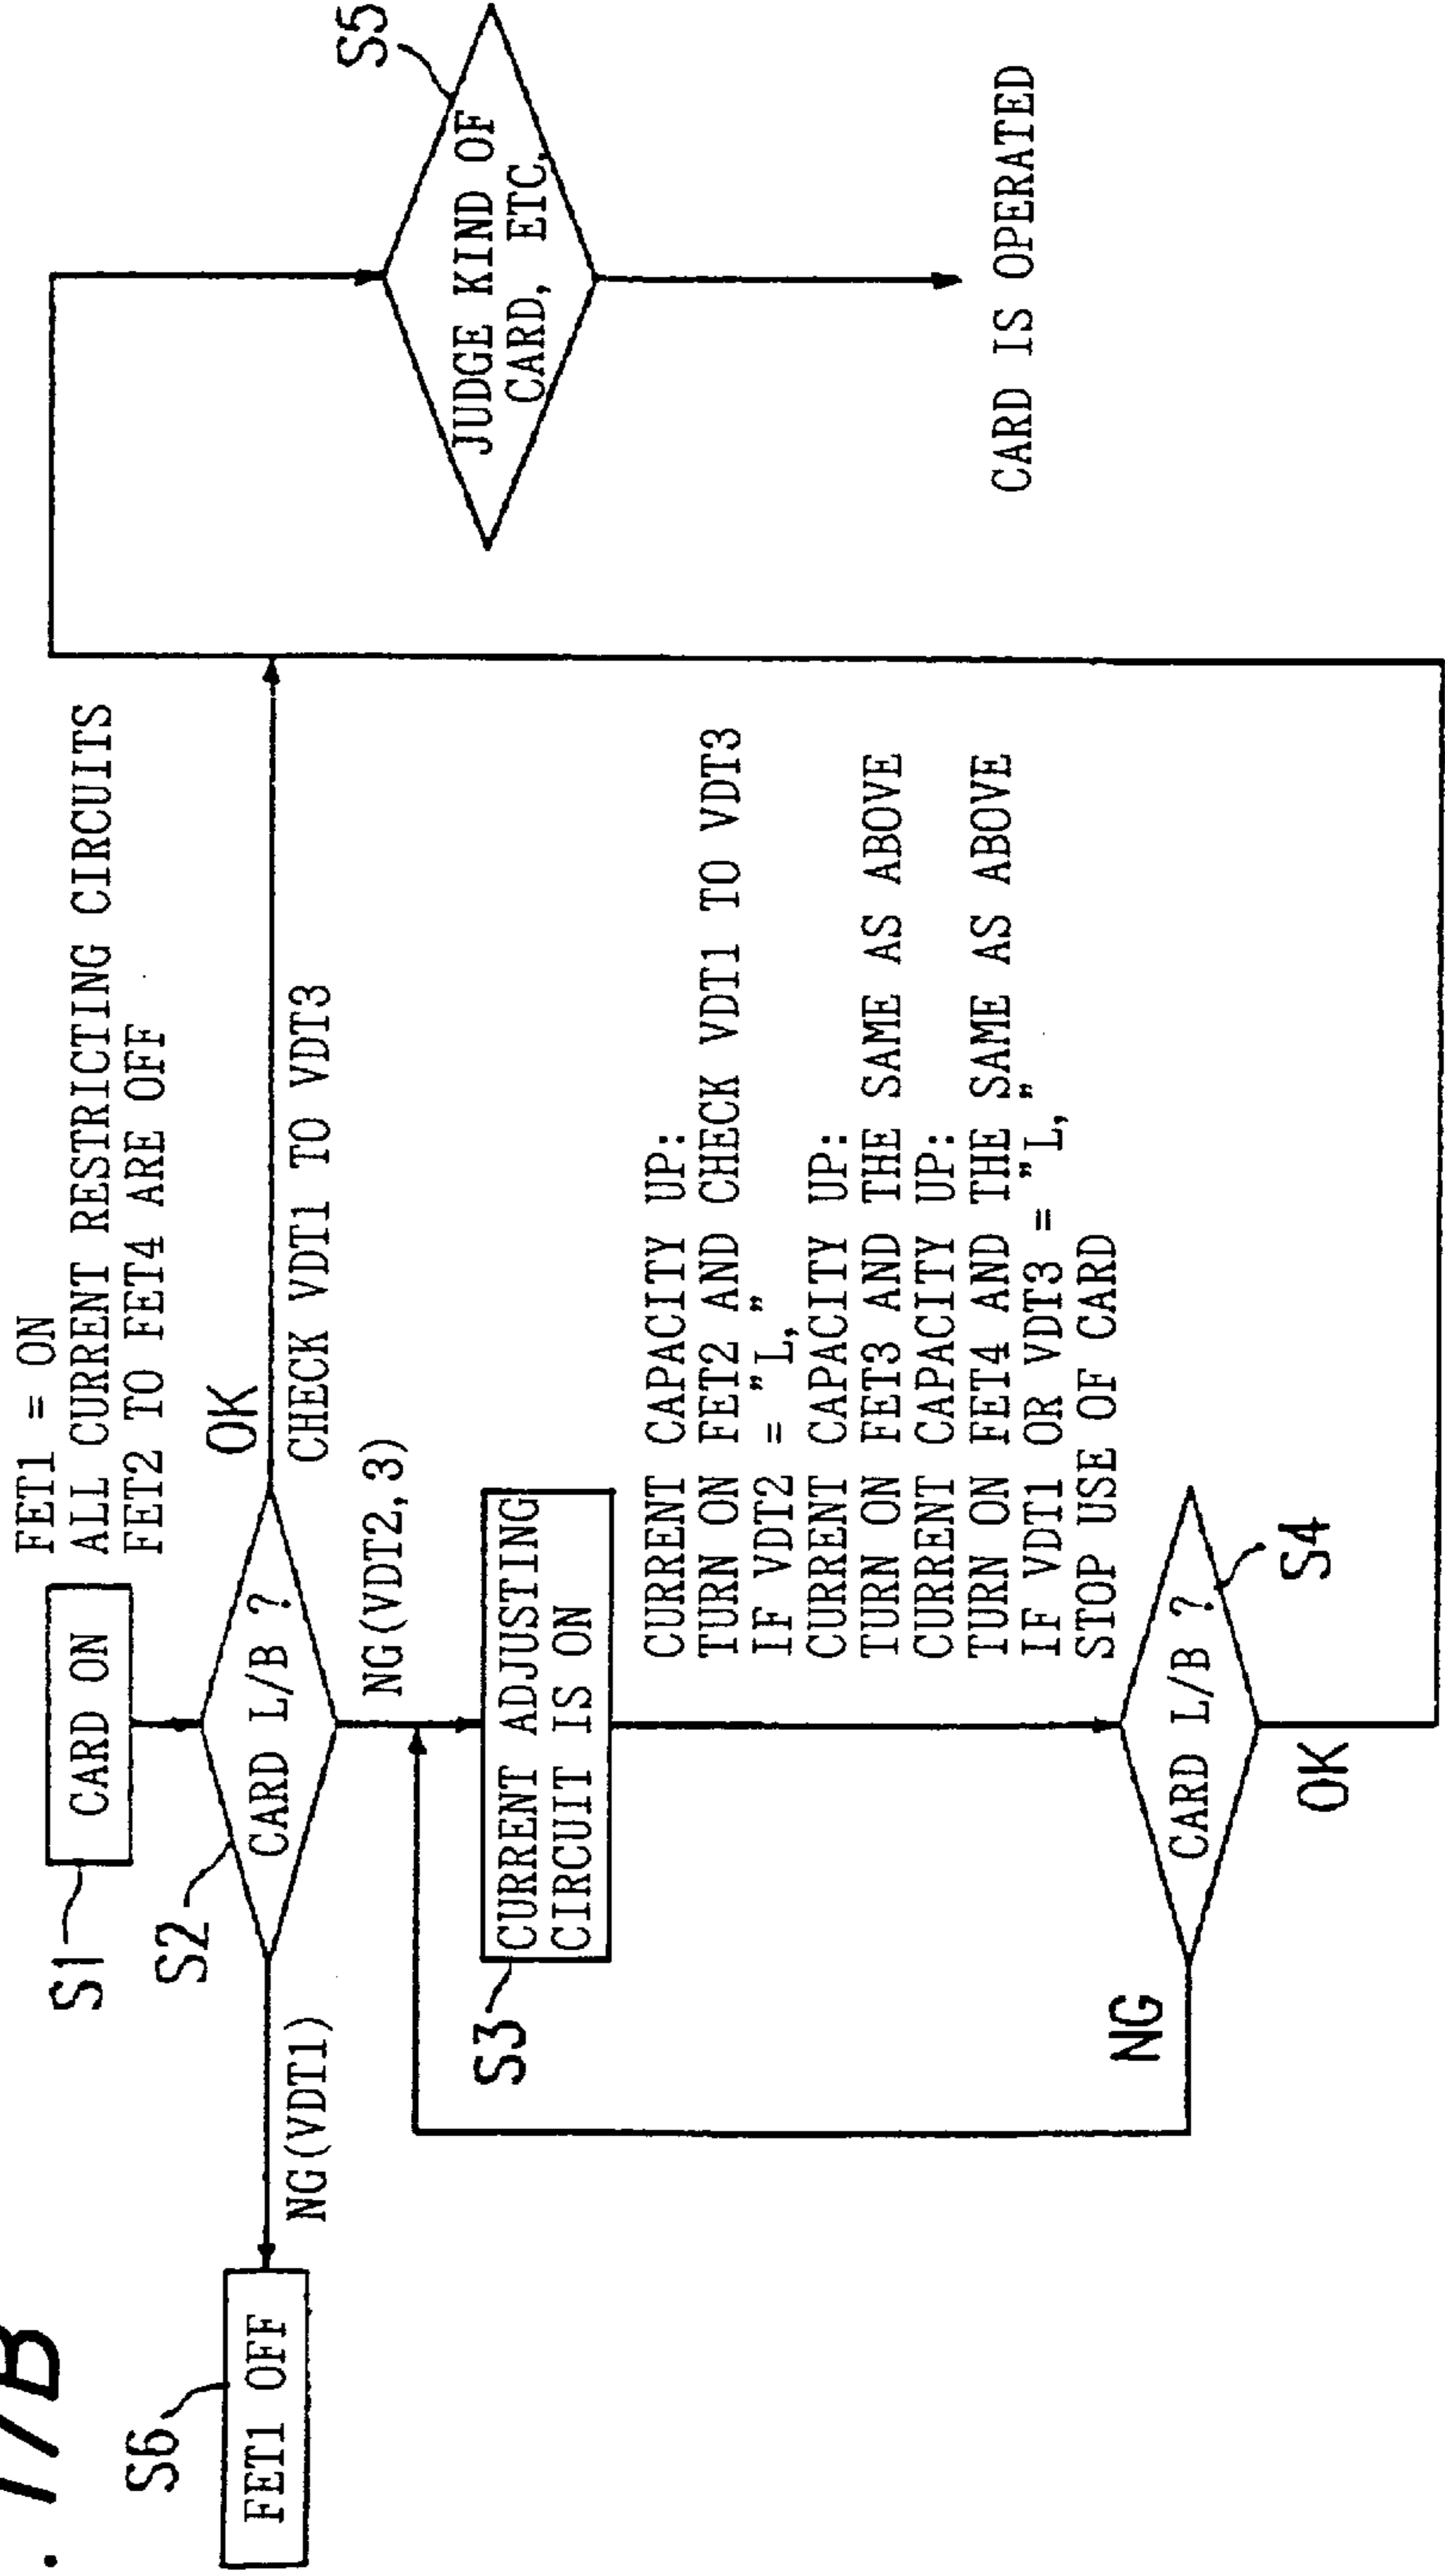 . 17B
S1
CARD ON
FET1 = ON
ALL CURRENT RESTRICTING CIRCUITS
FET2 TO FET4 ARE OFF
S2
CARD L/B ?
OK
CHECK VDT1 TO VDT3
NG(VDT1)
S6
FET1 OFF
NG(VDT2,3)
S3
CURRENT ADJUSTING
CIRCUIT IS ON
CURRENT CAPACITY UP:
TURN ON FET2 AND CHECK VDT1 TO VDT3
IF VDT2 = "L,"
CURRENT CAPACITY UP:
TURN ON FET3 AND THE SAME AS ABOVE
CURRENT CAPACITY UP:
TURN ON FET4 AND THE SAME AS ABOVE
IF VDT1 OR VDT3 = "L,"
STOP USE OF CARD
CARD L/B ?
S4
NG
OK
S5
JUDGE KIND OF
CARD, ETC.
CARD IS OPERATED